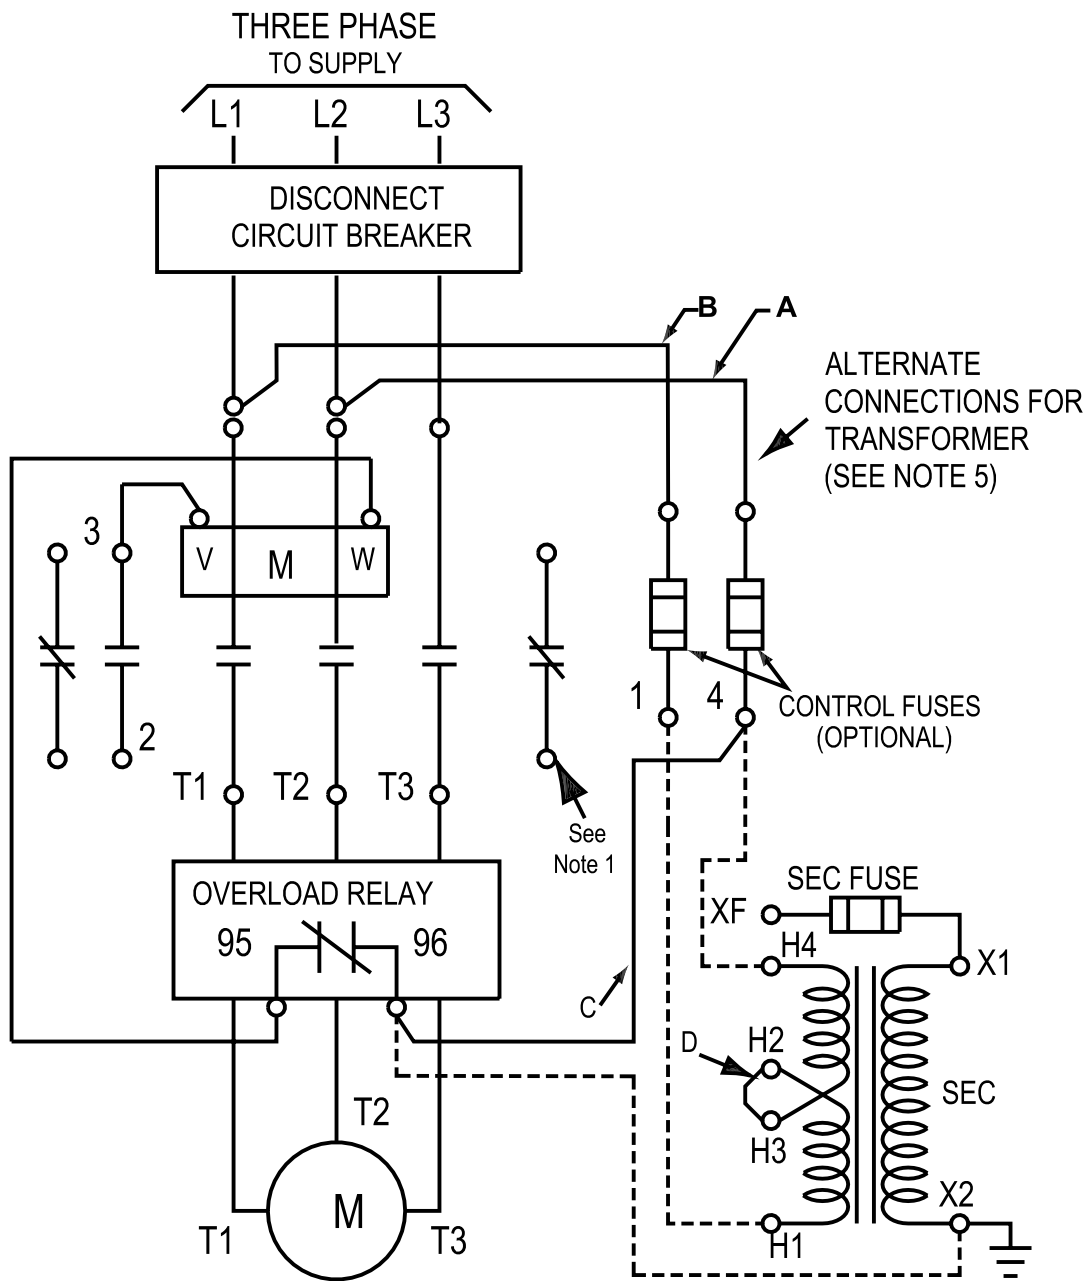 THREE PHASE
TO SUPPLY
L1 L2 L3
DISCONNECT
CIRCUIT BREAKER
B
A
ALTERNATE
CONNECTIONS FOR
TRANSFORMER
(SEE NOTE 5)
3
V M W
2
1
4
CONTROL FUSES
(OPTIONAL)
T1 T2 T3
See
Note 1
OVERLOAD RELAY
95 96
SEC FUSE
XF
H4
X1
C
D
H2
H3
SEC
X2
H1
T2
M
T1
T3